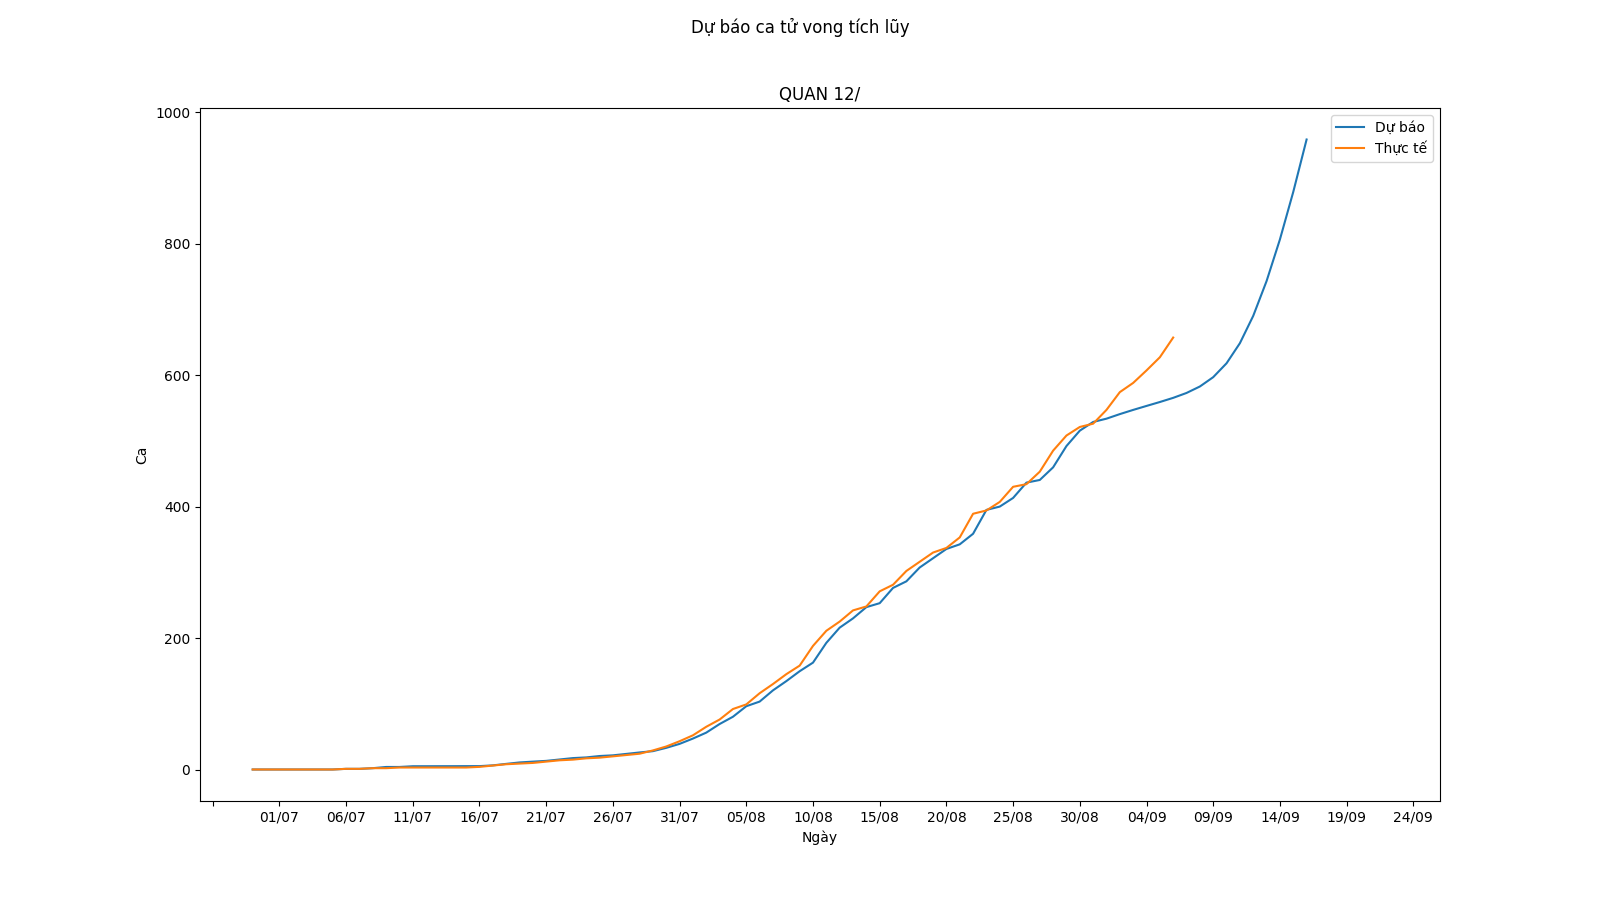 Dự báo ca tử vong tích lũy
QUAN 12/
1000
800
600
400
200
0
Ca
Dự báo
Thực tế
01/07 06/07 11/07 16/07 21/07 26/07 31/07 05/08 10/08 15/08 20/08 25/08 30/08 04/09 09/09 14/09 19/09 24/09
Ngày